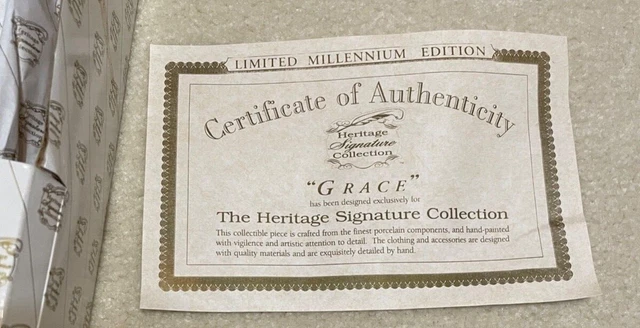 LIMITED MILLENNIUM EDITION
Certificate of Authenticity
Heritage
Signature
Collection
"GRACE"
has been designed exclusively for
The Heritage Signature Collection
This collectible piece is crafted from the finest porcelain components, and hand-painted
with vigilence and artistic attention to detail. The clothing and accessories are designed
with quality materials and are exquisitely detailed by hand.